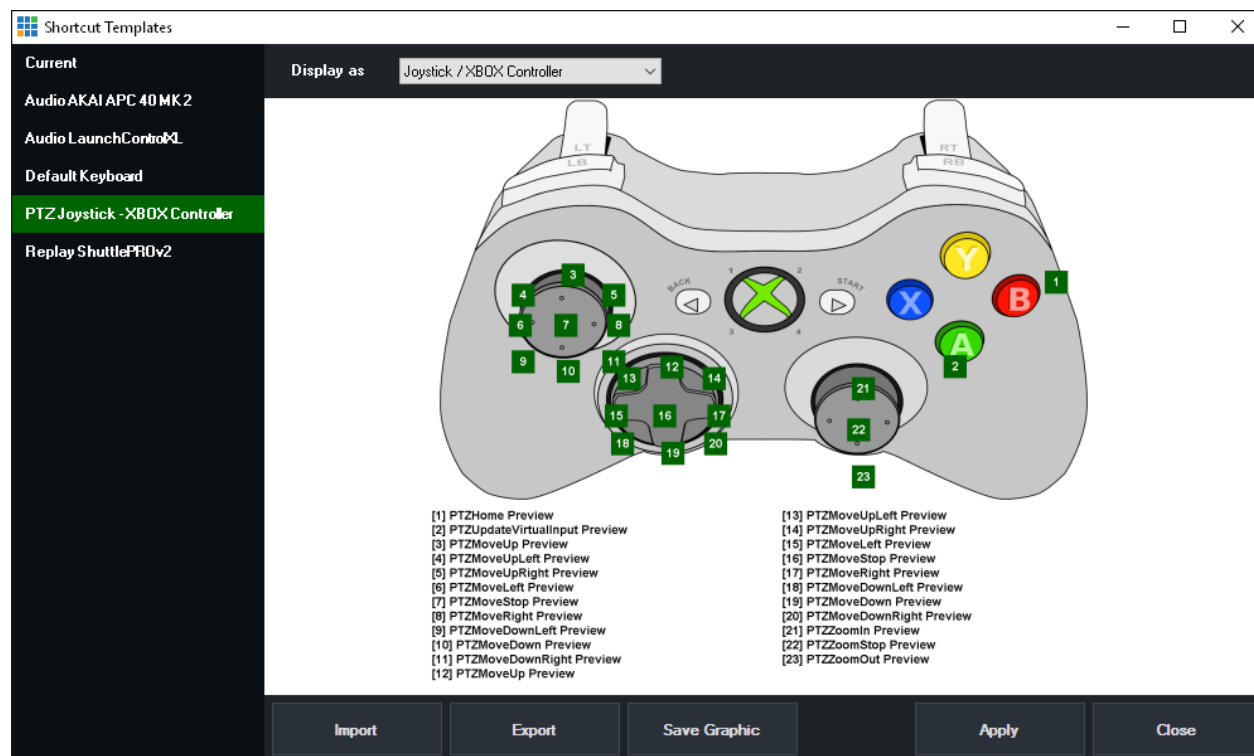 Shortcut Templates
Current
Audio AKAI APC 40 MK2
Audio LaunchControlXL
Default Keyboard
PTZ Joystick - XBOX Controller
Replay ShuttlePROv2
Display as
Joystick / XBOX Controller
LT
LB
RT
RB
BACK
START
1
2
3
4
Y
X
B
A
1
2
3
4
5
6
7
8
9
10
11
12
13
14
15
16
17
18
19
20
21
22
23
[1] PTZHome Preview
[2] PTZUpdateVirtualInput Preview
[3] PTZMoveUp Preview
[4] PTZMoveUpLeft Preview
[5] PTZMoveUpRight Preview
[6] PTZMoveLeft Preview
[7] PTZMoveStop Preview
[8] PTZMoveRight Preview
[9] PTZMoveDownLeft Preview
[10] PTZMoveDown Preview
[11] PTZMoveDownRight Preview
[12] PTZMoveUp Preview
[13] PTZMoveUpLeft Preview
[14] PTZMoveUpRight Preview
[15] PTZMoveLeft Preview
[16] PTZMoveStop Preview
[17] PTZMoveRight Preview
[18] PTZMoveDownLeft Preview
[19] PTZMoveDown Preview
[20] PTZMoveDownRight Preview
[21] PTZZoomIn Preview
[22] PTZZoomStop Preview
[23] PTZZoomOut Preview
Import
Export
Save Graphic
Apply
Close